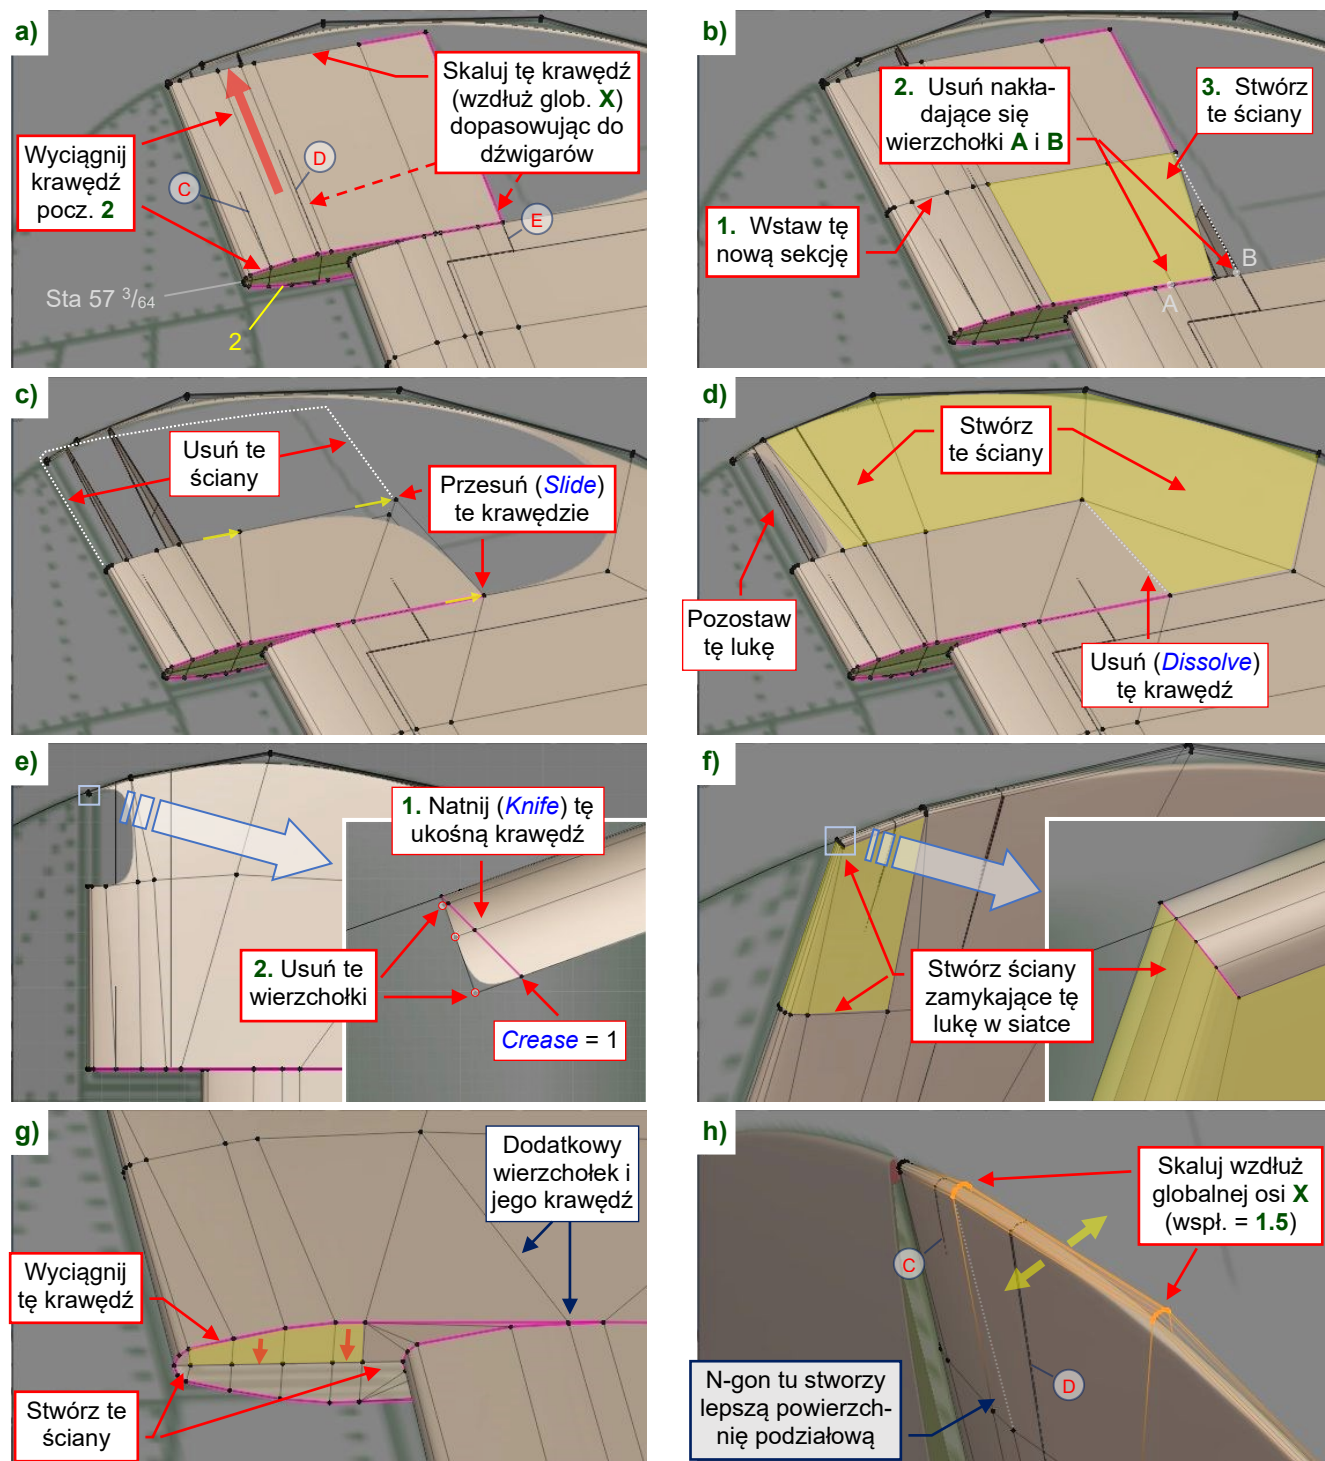 a)
Skaluj tę krawędź
(wzdłuż glob. X)
dopasowując do
dźwigarów
Wyciągnij
krawędź
pocz. 2
C
D
E
Sta 57 3/64
2
b)
2. Usuń nakła-
dające się
wierzchołki A i B
3. Stwórz
te ściany
1. Wstaw tę
nową sekcję
B
A
c)
Usuń te
ściany
Przesuń (Slide)
te krawędzie
d)
Stwórz
te ściany
Pozostaw
tę lukę
Usuń (Dissolve)
tę krawędź
e)
1. Natnij (Knife) tę
ukośną krawędź
2. Usuń te
wierzchołki
Crease = 1
f)
Stwórz ściany
zamykające tę
lukę w siatce
g)
Dodatkowy
wierzchołek i
jego krawędź
Wyciągnij
tę krawędź
Stwórz te
ściany
h)
Skaluj wzdłuż
globalnej osi X
(wspł. = 1.5)
C
D
N-gon tu stworzy
lepszą powierzch-
nię podziałową